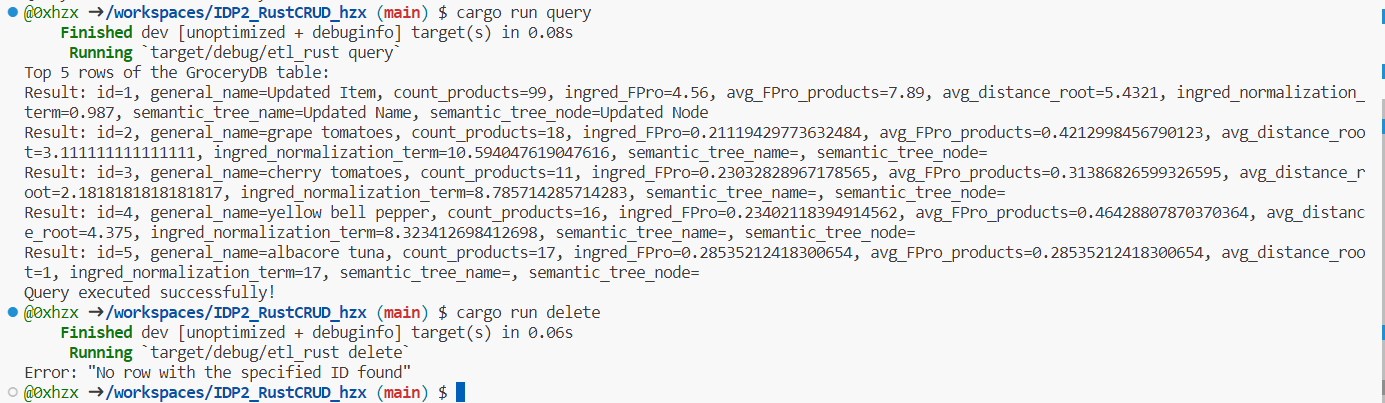 @0xhzx ➜/workspaces/IDP2_RustCRUD_hzx (main) $ cargo run query
Finished dev [unoptimized + debuginfo] target(s) in 0.08s
Running `target/debug/etl_rust query`
Top 5 rows of the GroceryDB table:
Result: id=1, general_name=Updated Item, count_products=99, ingred_FPro=4.56, avg_FPro_products=7.89, avg_distance_root=5.4321, ingred_normalization_
term=0.987, semantic_tree_name=Updated Name, semantic_tree_node=Updated Node
Result: id=2, general_name=grape tomatoes, count_products=18, ingred_FPro=0.21119429773632484, avg_FPro_products=0.4212998456790123, avg_distance_roo
t=3.111111111111111, ingred_normalization_term=10.594047619047616, semantic_tree_name=, semantic_tree_node=
Result: id=3, general_name=cherry tomatoes, count_products=11, ingred_FPro=0.23032828967178565, avg_FPro_products=0.31386826599326595, avg_distance_r
oot=2.1818181818181817, ingred_normalization_term=8.785714285714283, semantic_tree_name=, semantic_tree_node=
Result: id=4, general_name=yellow bell pepper, count_products=16, ingred_FPro=0.23402118394914562, avg_FPro_products=0.46428807870370364, avg_distanc
e_root=4.375, ingred_normalization_term=8.323412698412698, semantic_tree_name=, semantic_tree_node=
Result: id=5, general_name=albacore tuna, count_products=17, ingred_FPro=0.28535212418300654, avg_FPro_products=0.28535212418300654, avg_distance_roo
t=1, ingred_normalization_term=17, semantic_tree_name=, semantic_tree_node=
Query executed successfully!
@0xhzx ➜/workspaces/IDP2_RustCRUD_hzx (main) $ cargo run delete
Finished dev [unoptimized + debuginfo] target(s) in 0.06s
Running `target/debug/etl_rust delete`
Error: "No row with the specified ID found"
@0xhzx ➜/workspaces/IDP2_RustCRUD_hzx (main) $